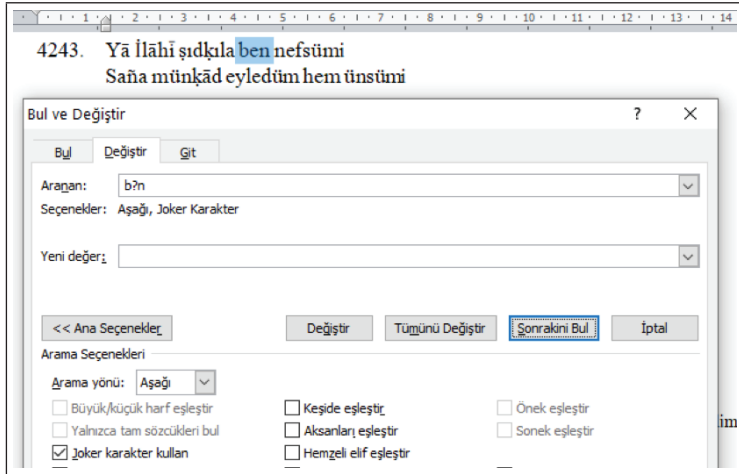 1 2 3 4 5 6 7 8 9 10 11 12 13 14
4243. Yā İlāhī ṣıdḳıla ben nefsümi
Saña münḳād eyledüm hem ünsümi
Bul ve Değiştir ? ×
Bul Değiştir Git
Aranan: b?n
Seçenekler: Aşağı, Joker Karakter
Yeni değer:
<< Ana Seçenekler Değiştir Tümünü Değiştir Sonrakini Bul İptal
Arama Seçenekleri
Arama yönü: Aşağı
Büyük/küçük harf eşleştir Keşide eşleştir Önek eşleştir
Yalnızca tam sözcükleri bul Aksanları eşleştir Sonek eşleştir
Joker karakter kullan Hemzeli elif eşleştir